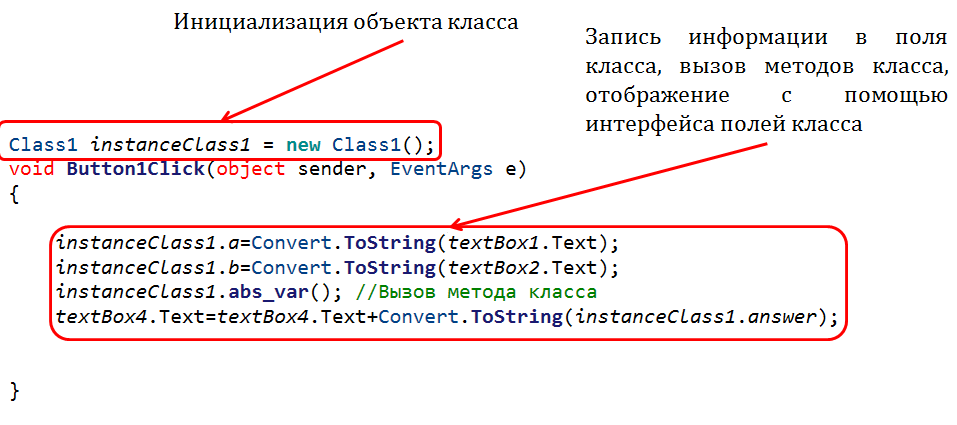 Инициализация объекта класса
Запись информации в поля
класса, вызов методов класса,
отображение с помощью
интерфейса полей класса
Class1 instanceClass1 = new Class1();
void Button1Click(object sender, EventArgs e)
{
instanceClass1.a=Convert.ToString(textBox1.Text);
instanceClass1.b=Convert.ToString(textBox2.Text);
instanceClass1.abs_var(); //Вызов метода класса
textBox4.Text=textBox4.Text+Convert.ToString(instanceClass1.answer);
}